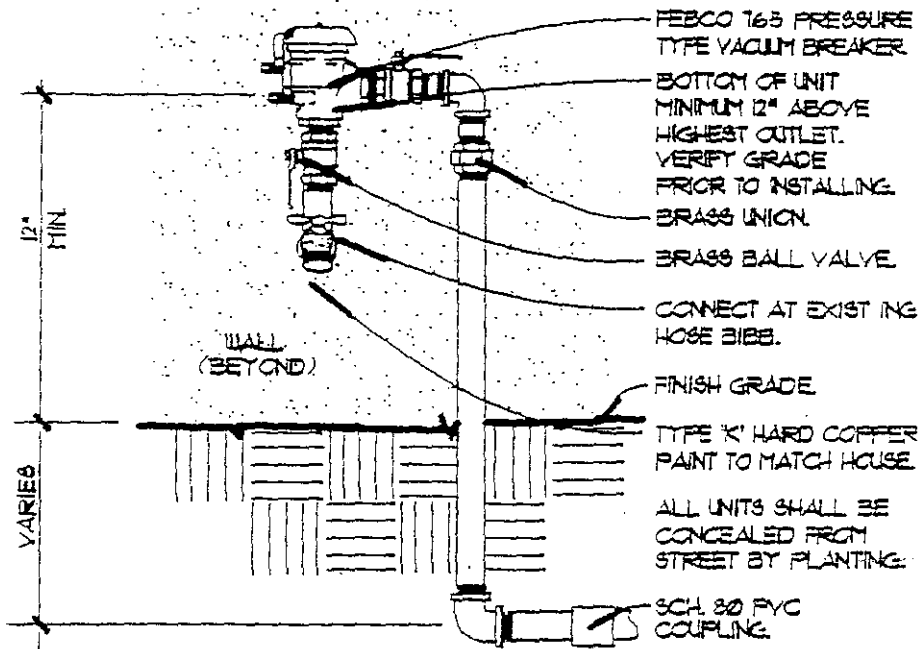 FEBCO 765 PRESSURE
TYPE VACUUM BREAKER.
BOTTOM OF UNIT
MINIMUM 12" ABOVE
HIGHEST OUTLET.
VERIFY GRADE
PRIOR TO INSTALLING.
BRASS UNION.
BRASS BALL VALVE.
CONNECT AT EXIST ING
HOSE BIBB.
FINISH GRADE
TYPE 'K' HARD COPPER
PAINT TO MATCH HOUSE.
ALL UNITS SHALL BE
CONCEALED FROM
STREET BY PLANTING.
SCH. 80 PVC
COUPLING.
12"
MIN.
WALL
(BEYOND)
VARIES